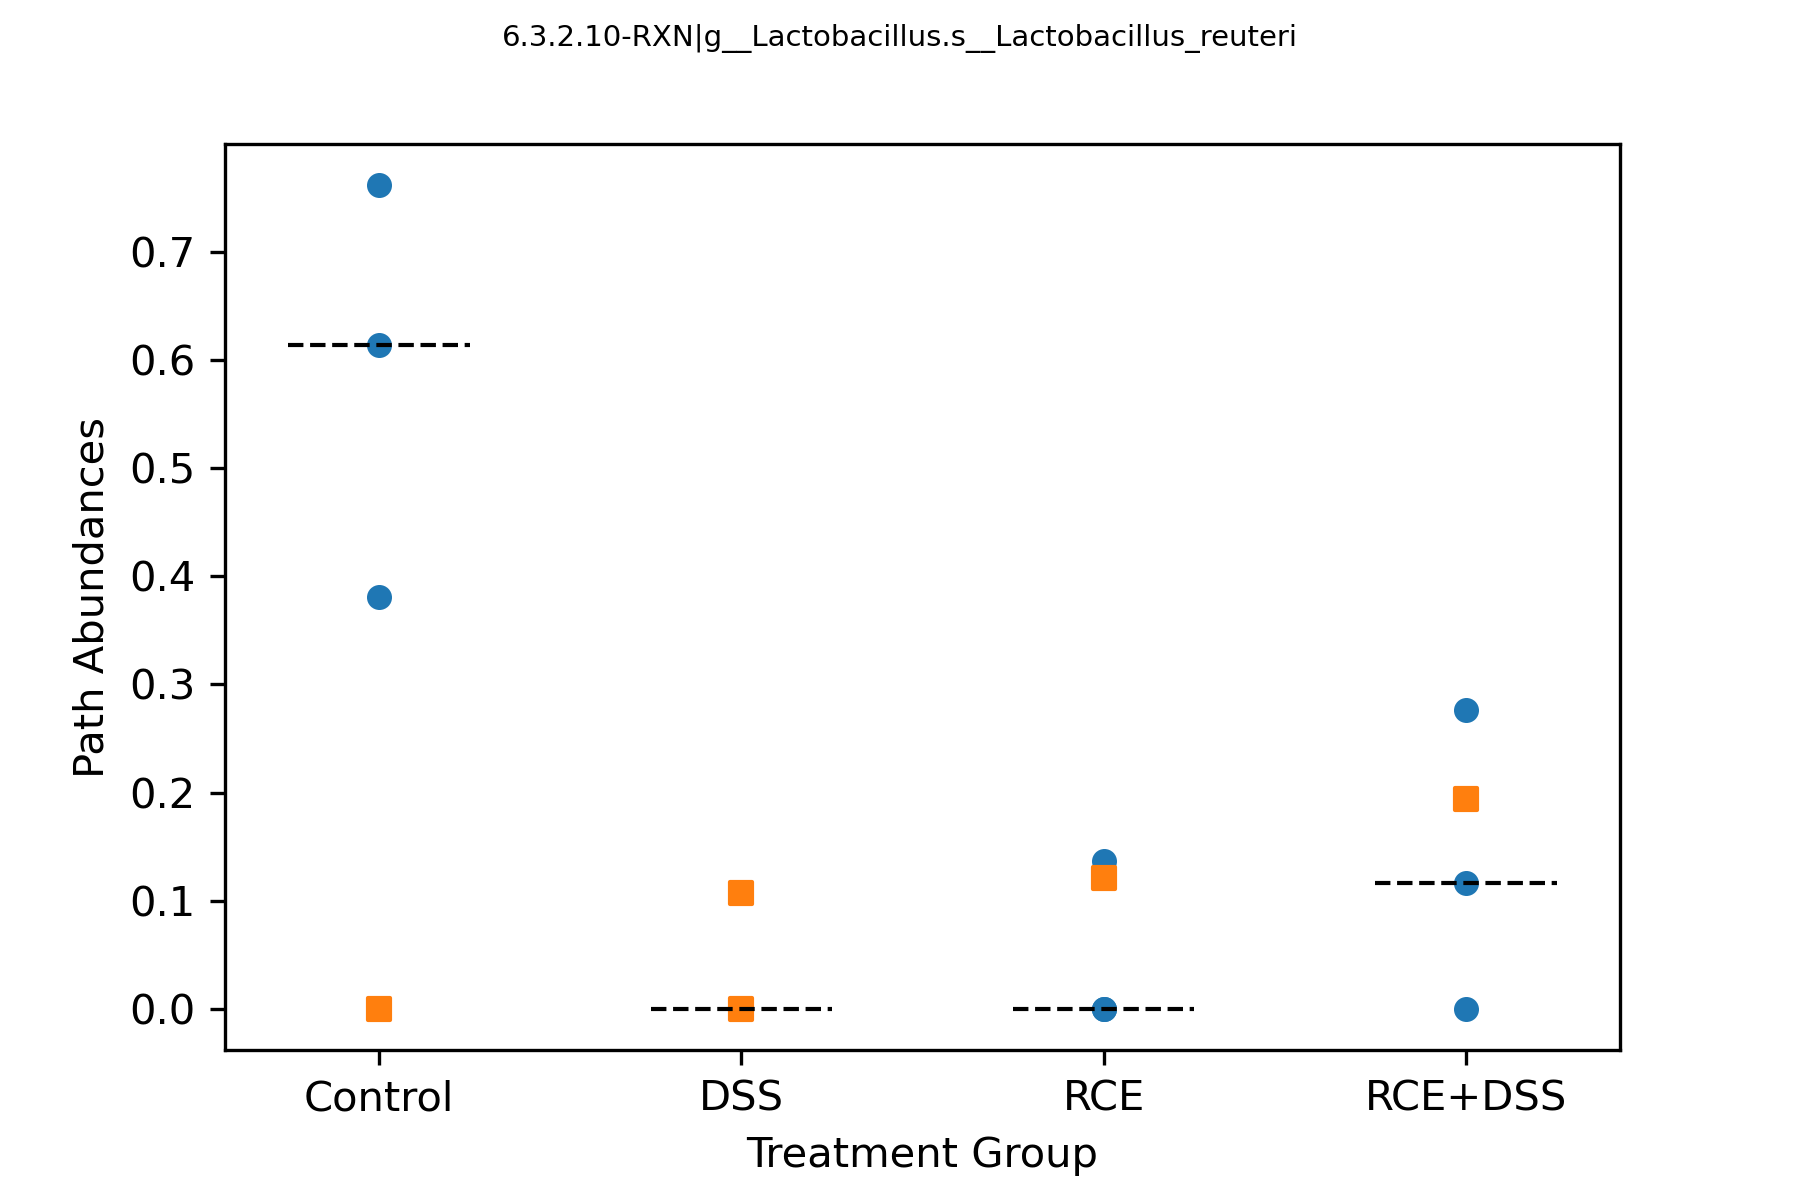 6.3.2.10-RXN|g__Lactobacillus.s__Lactobacillus_reuteri
Path Abundances
0.7
0.6
0.5
0.4
0.3
0.2
0.1
0.0
Control DSS RCE RCE+DSS
Treatment Group